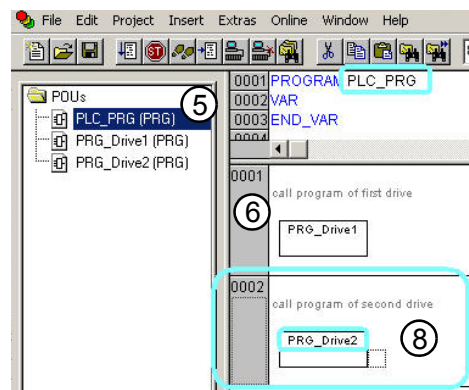 File Edit Project Insert Extras Online Window Help
POUs
PLC_PRG (PRG)
PRG_Drive1 (PRG)
PRG_Drive2 (PRG)
5
0001 PROGRAM PLC_PRG
0002 VAR
0003 END_VAR
0004
0001
call program of first drive
6
PRG_Drive1
0002
call program of second drive
PRG_Drive2
8